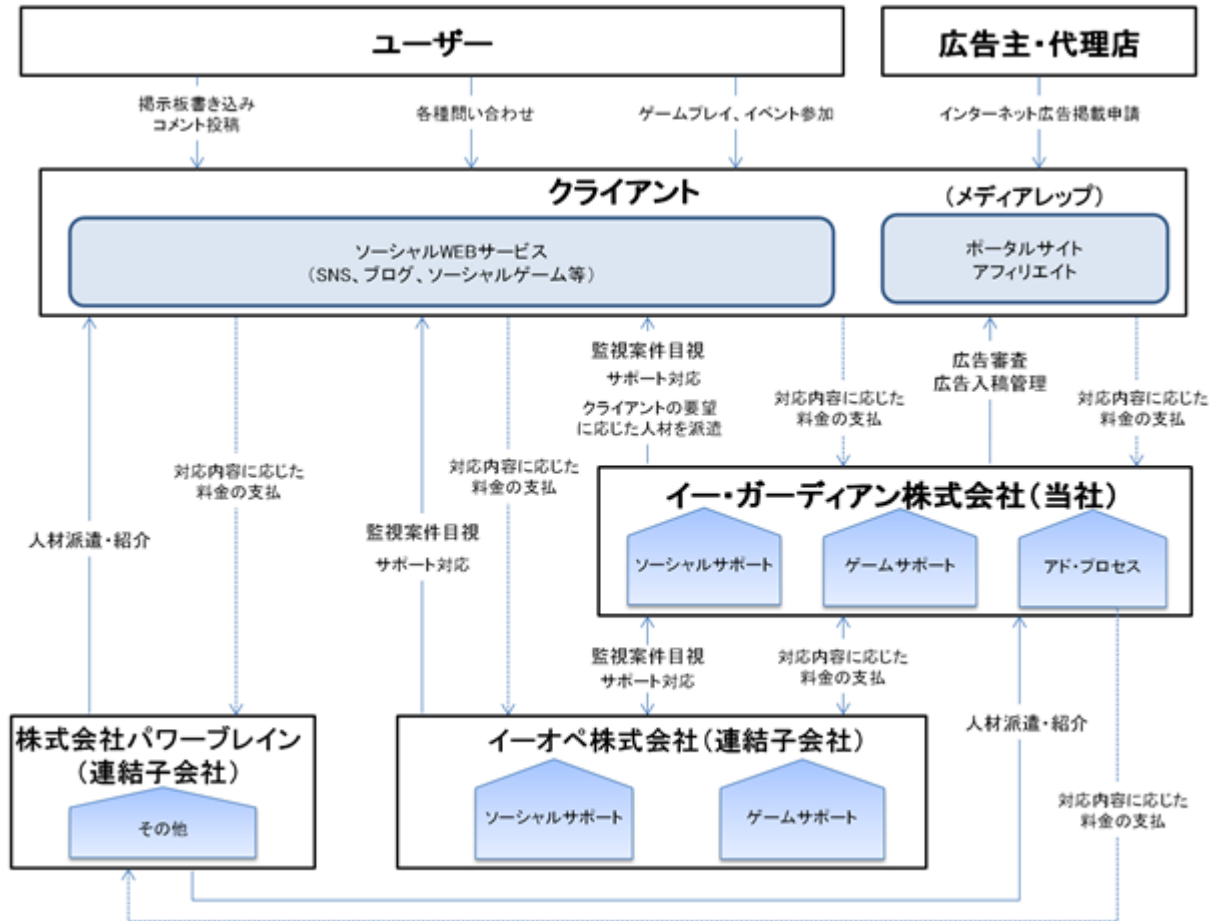 ユーザー
広告主・代理店
掲示板書き込み
コメント投稿
各種問い合わせ
ゲームプレイ、イベント参加
インターネット広告掲載申請
クライアント
(メディアレップ)
ソーシャルWEBサービス
(SNS、ブログ、ソーシャルゲーム等)
ポータルサイト
アフィリエイト
監視案件目視
サポート対応
クライアントの要望
に応じた人材を派遣
対応内容に応じた
料金の支払
広告審査
広告入稿管理
対応内容に応じた
料金の支払
人材派遣・紹介
対応内容に応じた
料金の支払
監視案件目視
サポート対応
対応内容に応じた
料金の支払
イー・ガーディアン株式会社(当社)
ソーシャルサポート
ゲームサポート
アド・プロセス
監視案件目視
サポート対応
対応内容に応じた
料金の支払
株式会社パワーブレイン
(連結子会社)
その他
イーオペ株式会社(連結子会社)
ソーシャルサポート
ゲームサポート
人材派遣・紹介
対応内容に応じた
料金の支払